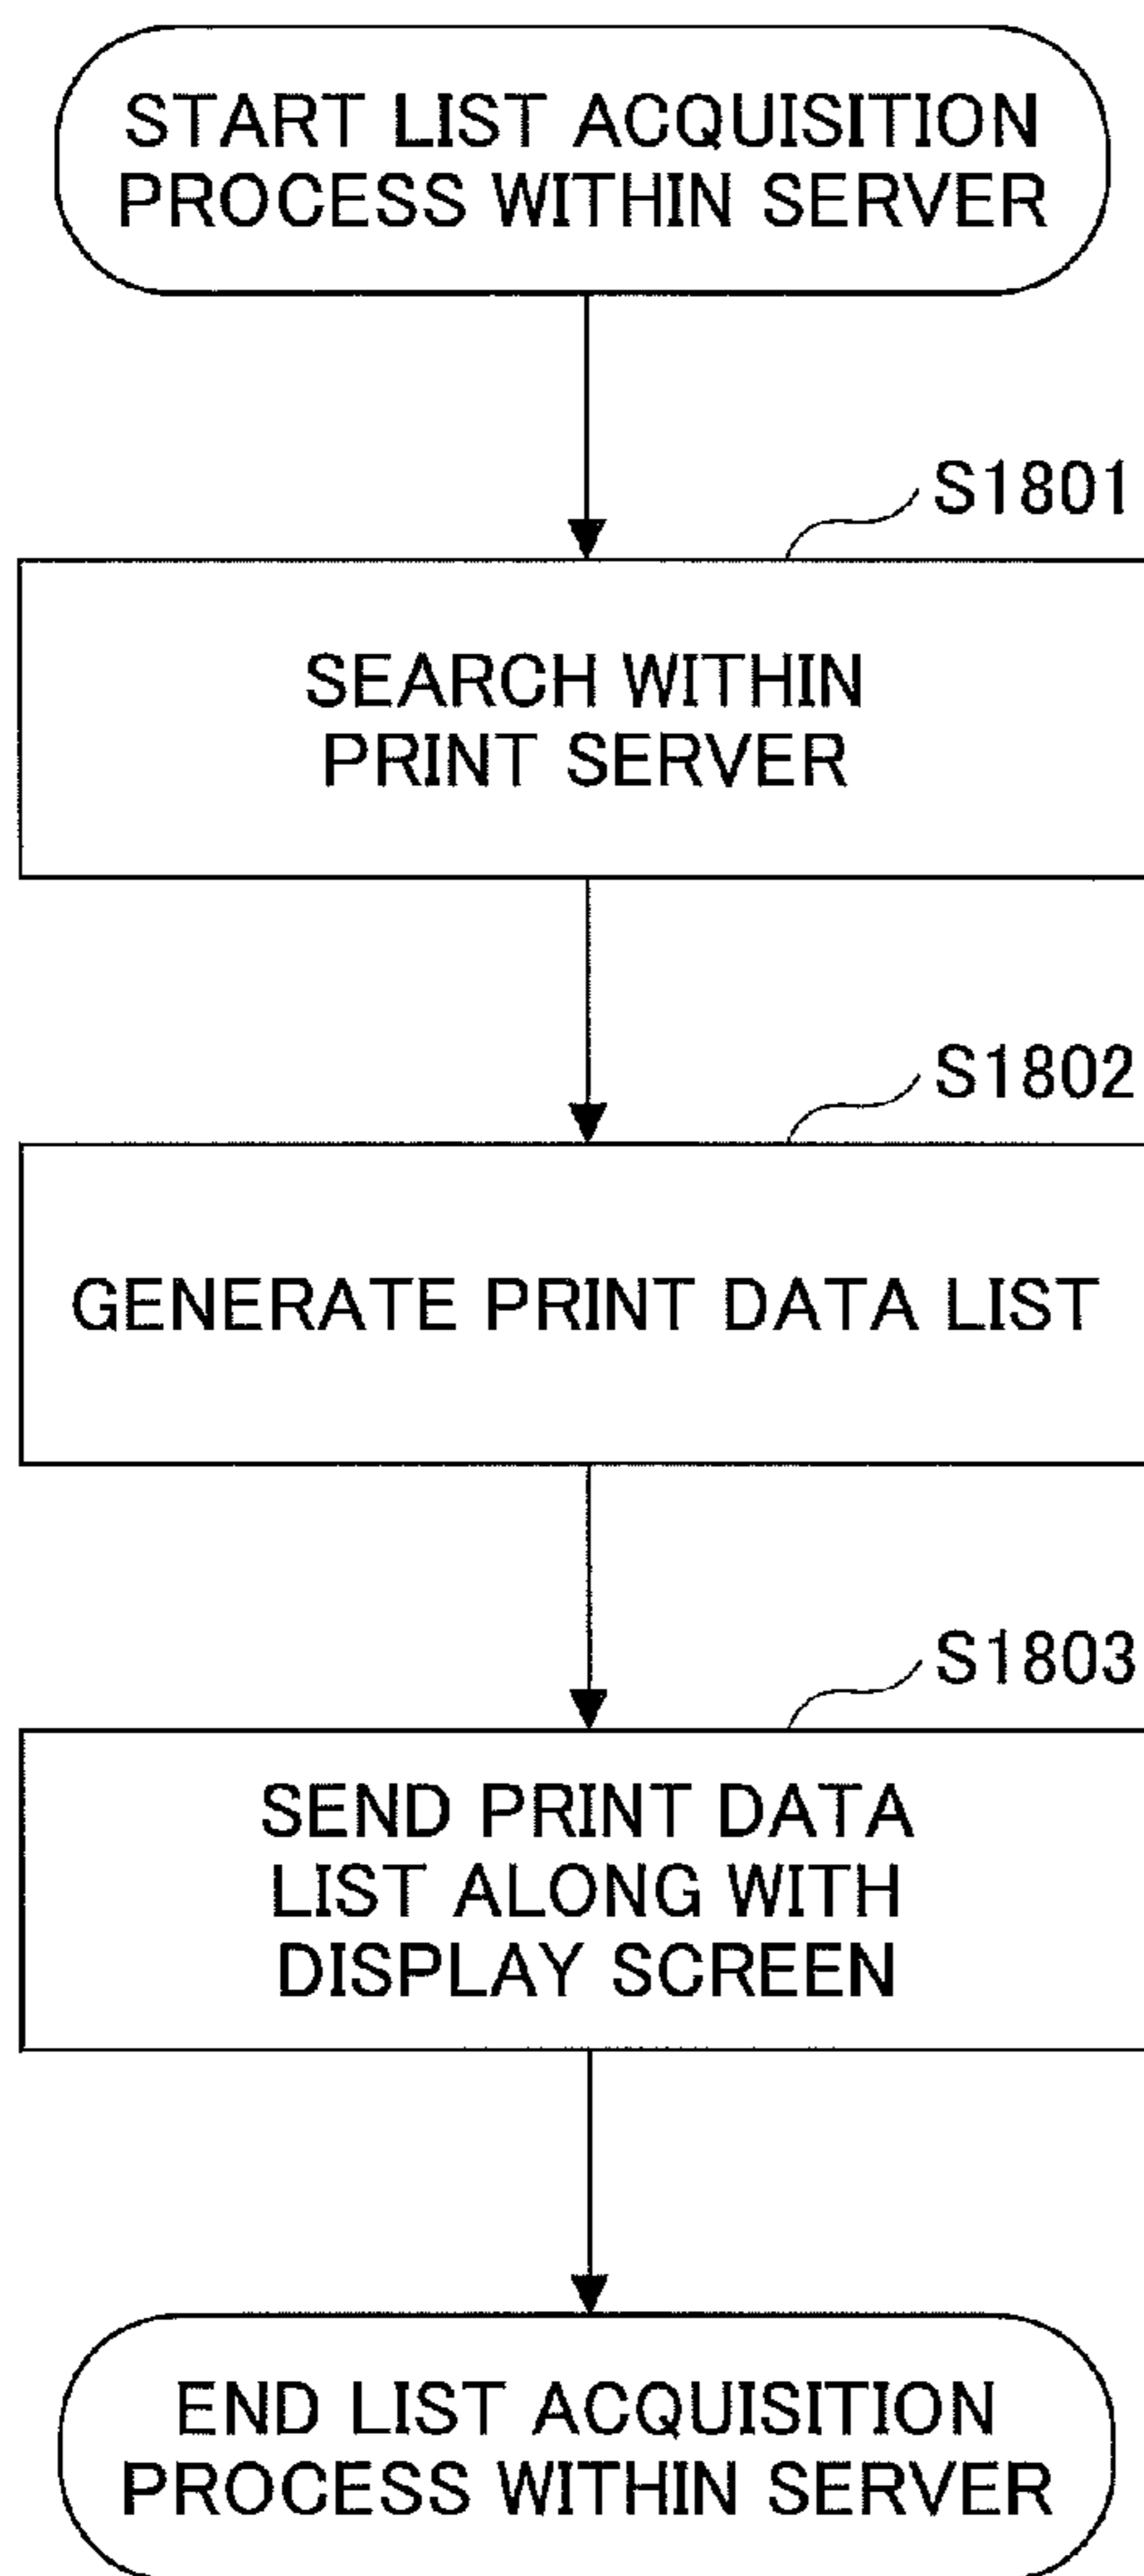 START LIST ACQUISITION
PROCESS WITHIN SERVER
S1801
SEARCH WITHIN
PRINT SERVER
S1802
GENERATE PRINT DATA LIST
S1803
SEND PRINT DATA
LIST ALONG WITH
DISPLAY SCREEN
END LIST ACQUISITION
PROCESS WITHIN SERVER